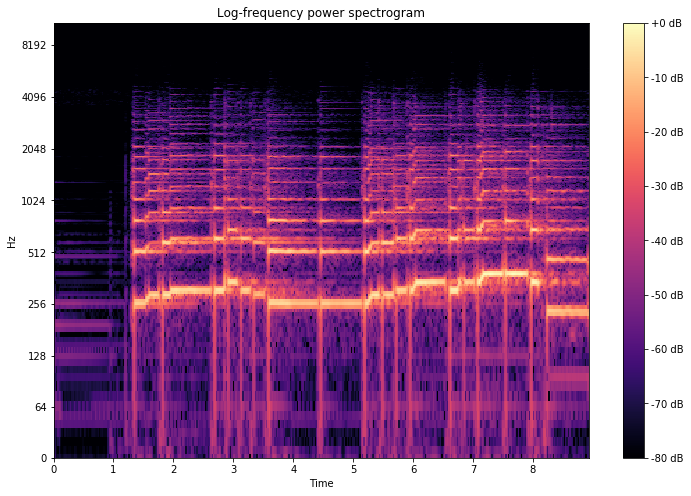 Log-frequency power spectrogram
8192
4096
2048
1024
512
256
128
64
0
Hz
0 1 2 3 4 5 6 7 8
Time
+0 dB
-10 dB
-20 dB
-30 dB
-40 dB
-50 dB
-60 dB
-70 dB
-80 dB